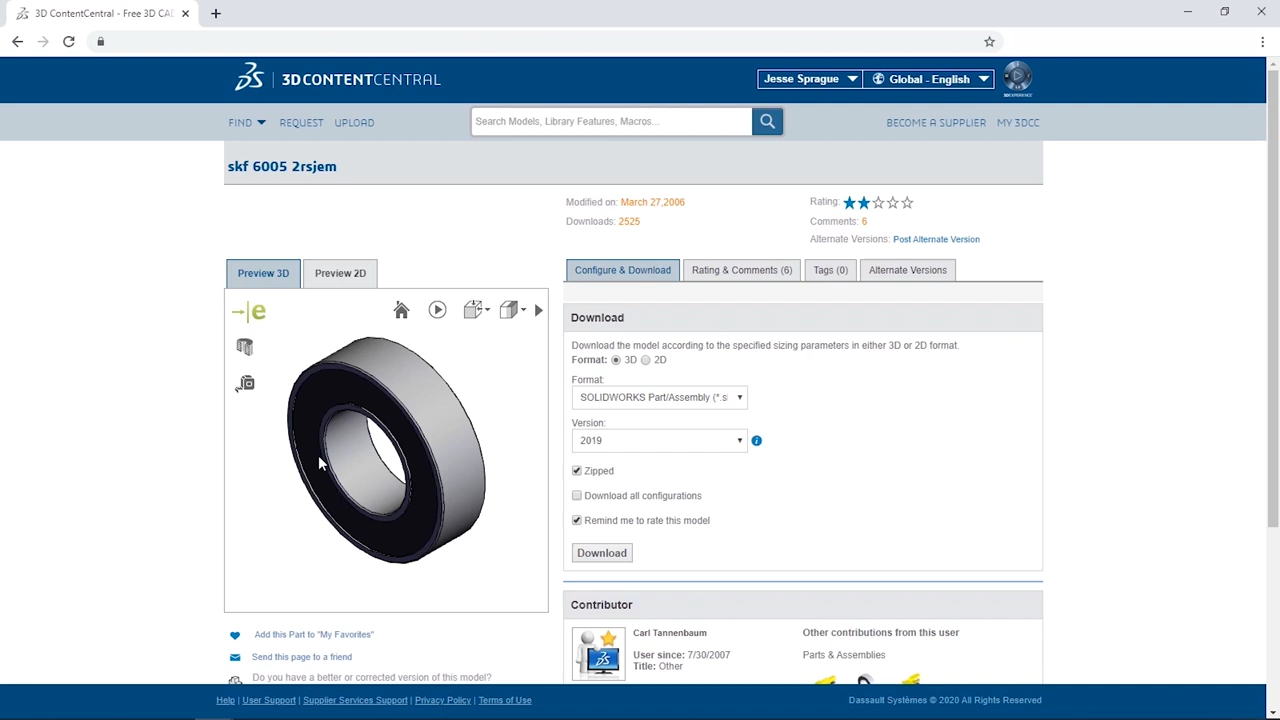 3D ContentCentral - Free 3D CAD
3DCONTENTCENTRAL
Jesse Sprague
Global - English
3DEXPERIENCE
FIND
REQUEST
UPLOAD
Search Models, Library Features, Macros...
BECOME A SUPPLIER
MY 3DCC
skf 6005 2rsjem
Modified on: March 27,2006
Downloads: 2525
Rating:
Comments: 6
Alternate Versions: Post Alternate Version
Preview 3D
Preview 2D
Configure & Download
Rating & Comments (6)
Tags (0)
Alternate Versions
e
Download
Download the model according to the specified sizing parameters in either 3D or 2D format.
Format: 3D 2D
Format:
SOLIDWORKS Part/Assembly (*.s
Version:
2019
Zipped
Download all configurations
Remind me to rate this model
Download
Contributor
Carl Tannenbaum
User since: 7/30/2007
Title: Other
Other contributions from this user
Parts & Assemblies
Add this Part to "My Favorites"
Send this page to a friend
Do you have a better or corrected version of this model?
Help | User Support | Supplier Services Support | Privacy Policy | Terms of Use
Dassault Systèmes © 2020 All Rights Reserved